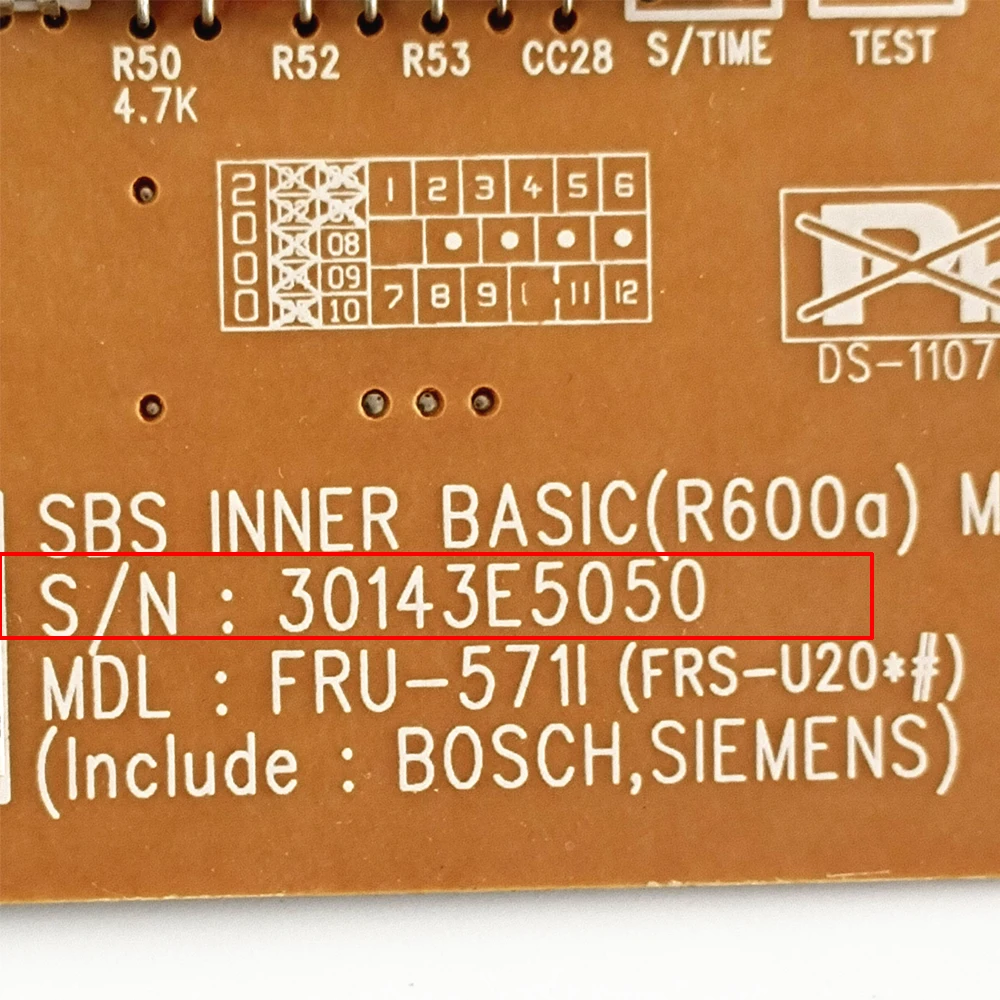 R50 R52 R53 CC28 S/TIME TEST
4.7K
2 1 2 3 4 5 6
0
0 08
0 09 7 8 9 11 12
10
DS-1107
SBS INNER BASIC(R600a) M
S/N : 30143E5050
MDL : FRU-571I (FRS-U20*#)
(Include : BOSCH,SIEMENS)